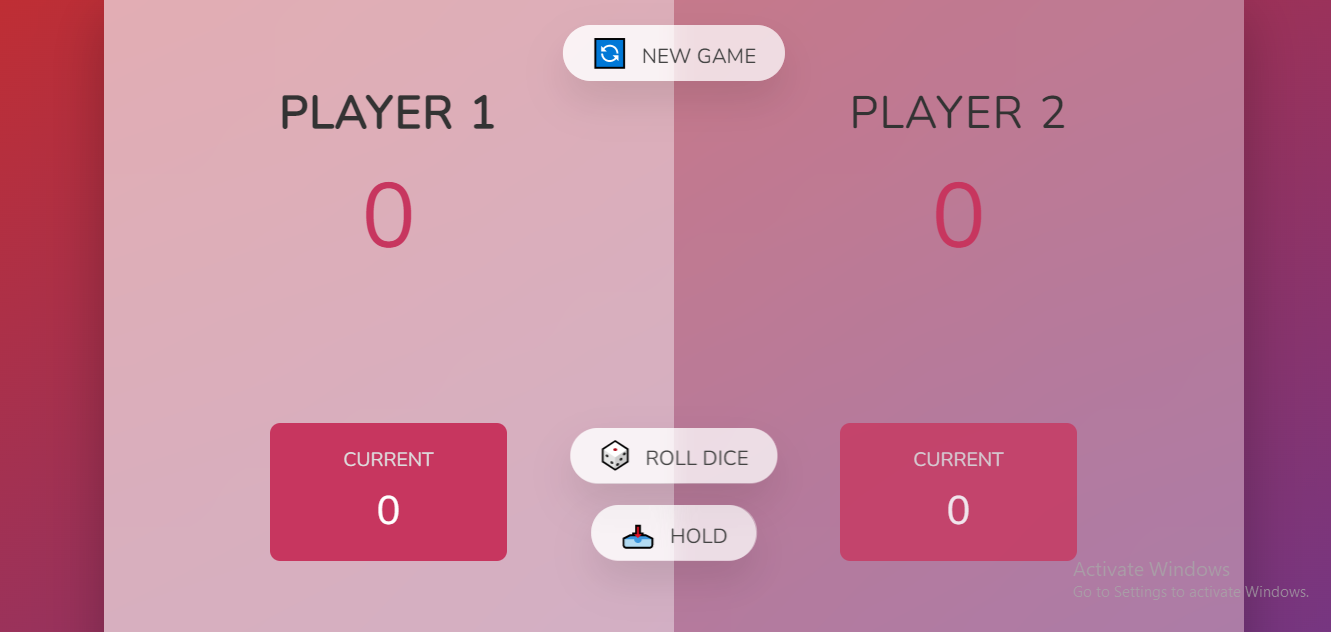 🔄 NEW GAME
PLAYER 1
0
CURRENT
0
PLAYER 2
0
CURRENT
0
🎲 ROLL DICE
📥 HOLD
Activate Windows
Go to Settings to activate Windows.